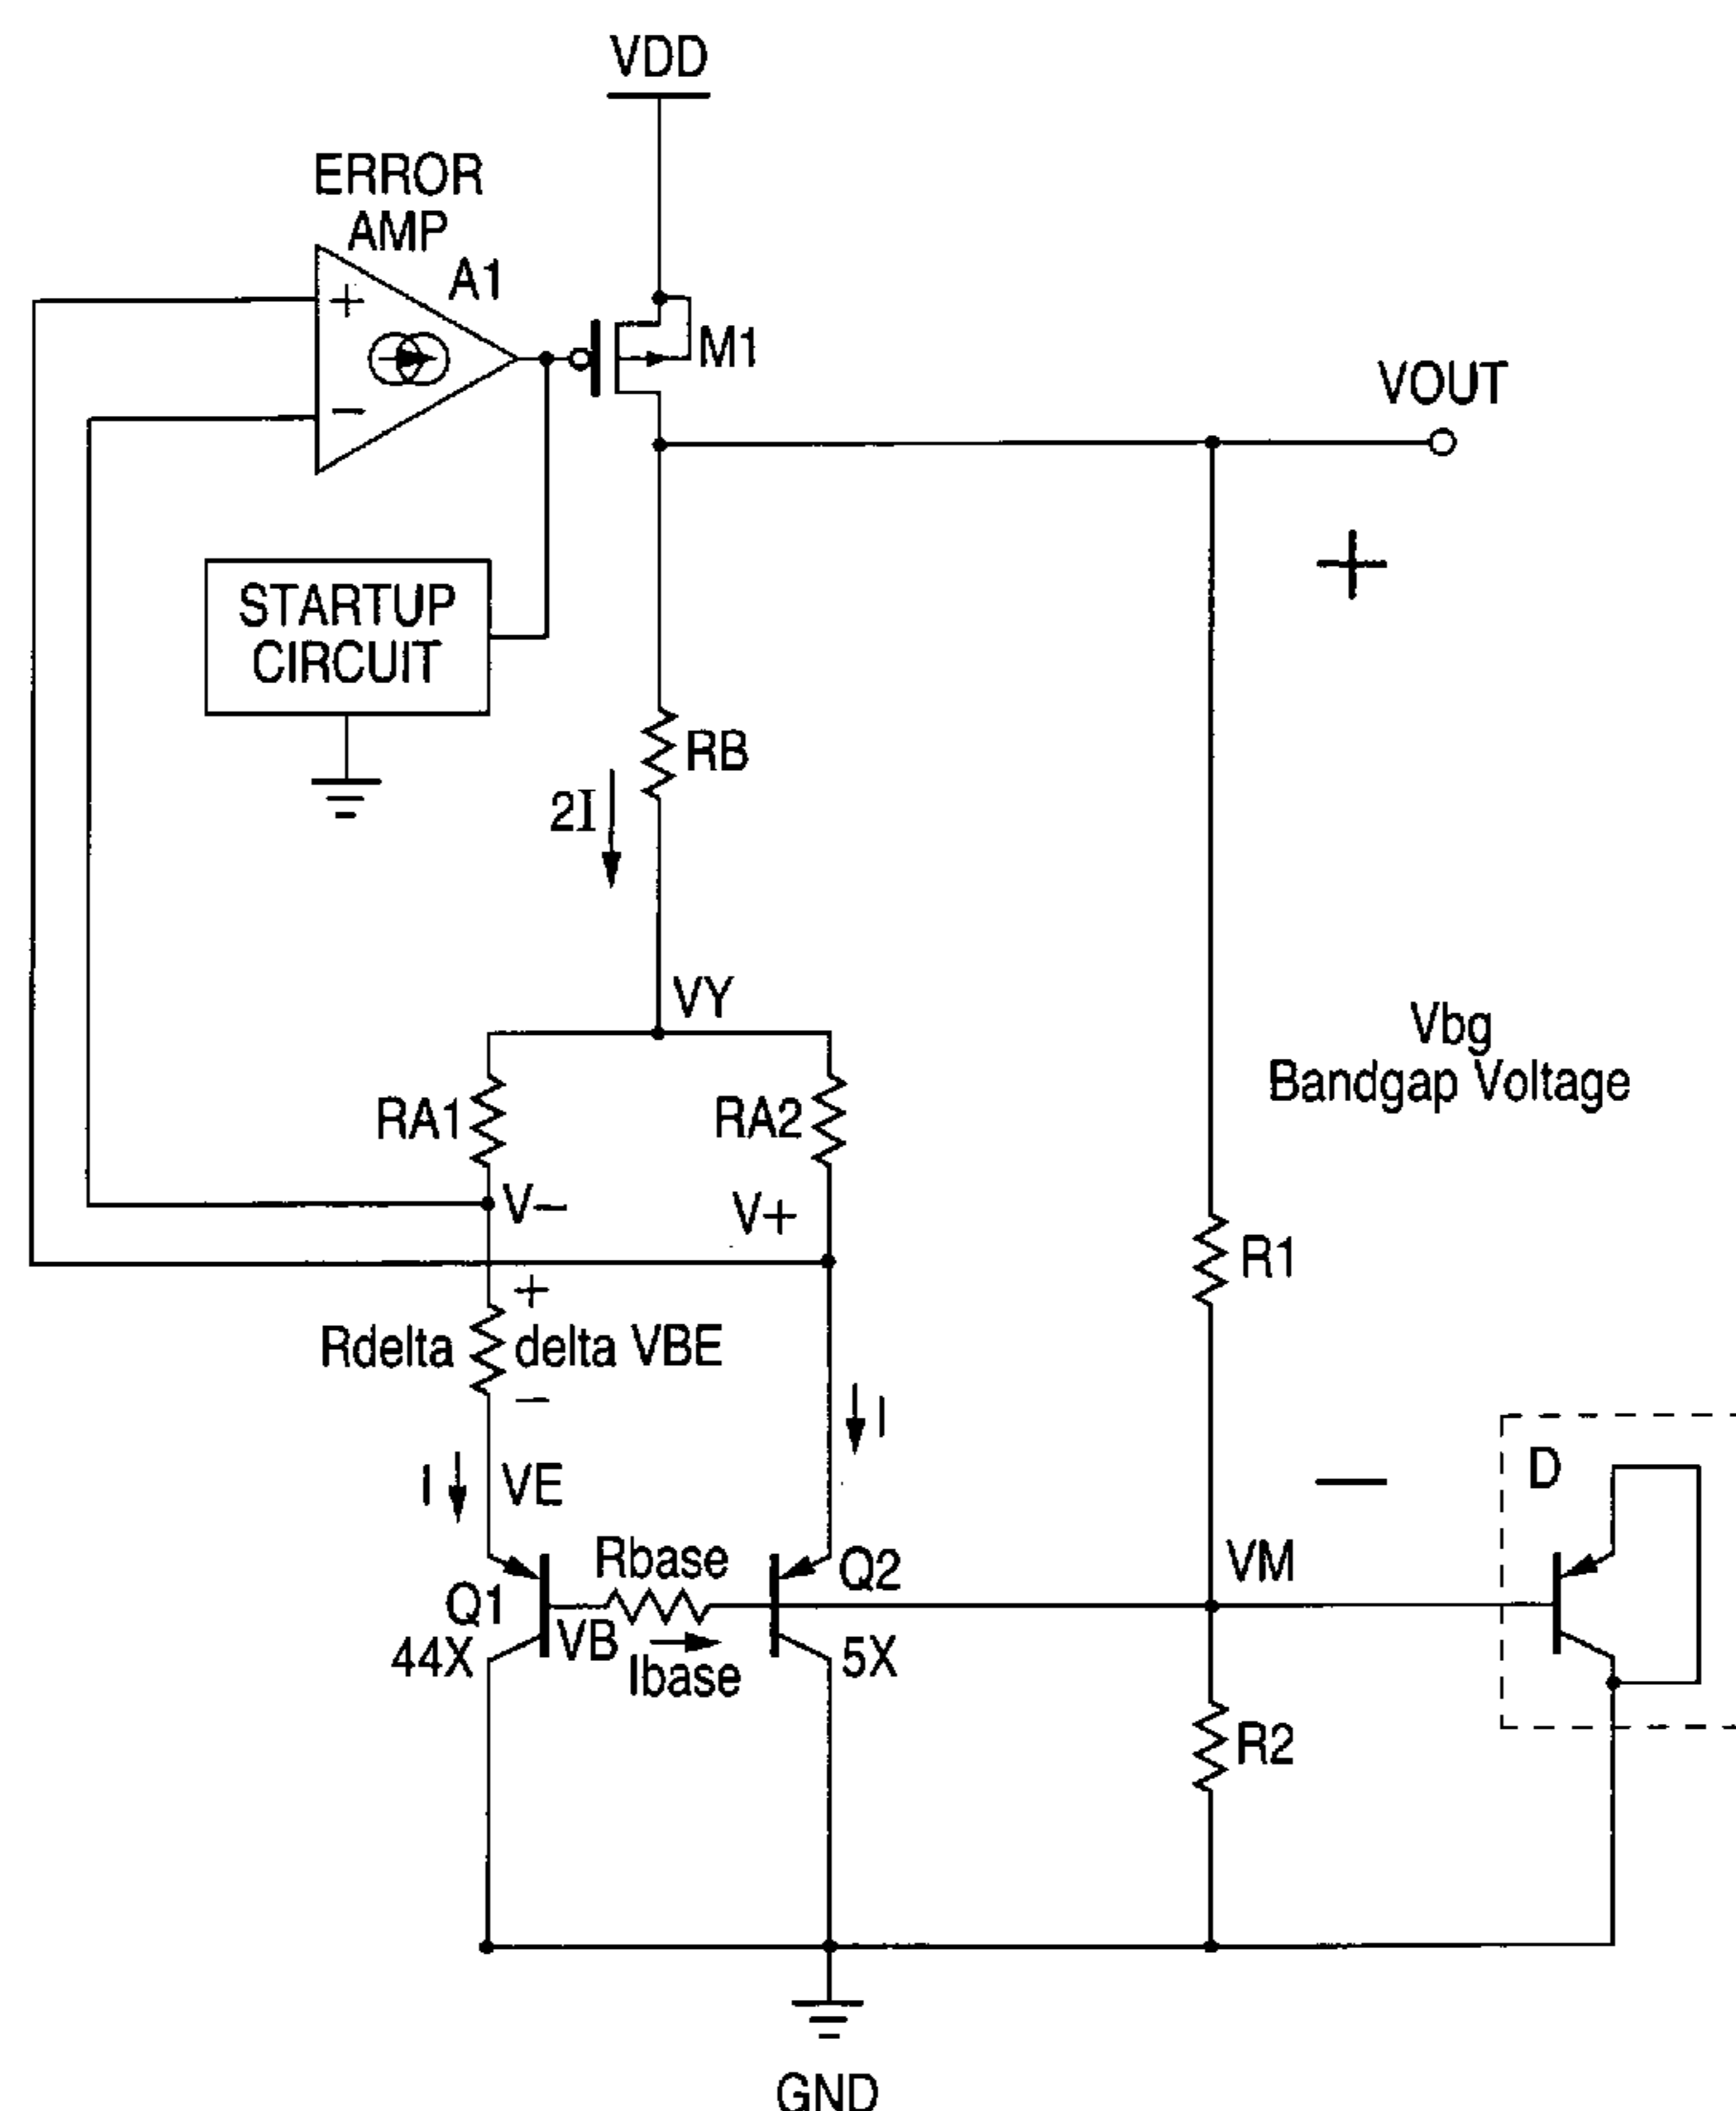 VDD
ERROR
AMP
A1
+
−
M1
VOUT
+
STARTUP
CIRCUIT
RB
2I
VY
Vbg
Bandgap Voltage
RA1
RA2
V−
V+
R1
+
Rdelta
delta VBE
−
I
I
VE
−
D
VM
Rbase
Q1
Q2
44X
VB
5X
Ibase
R2
GND